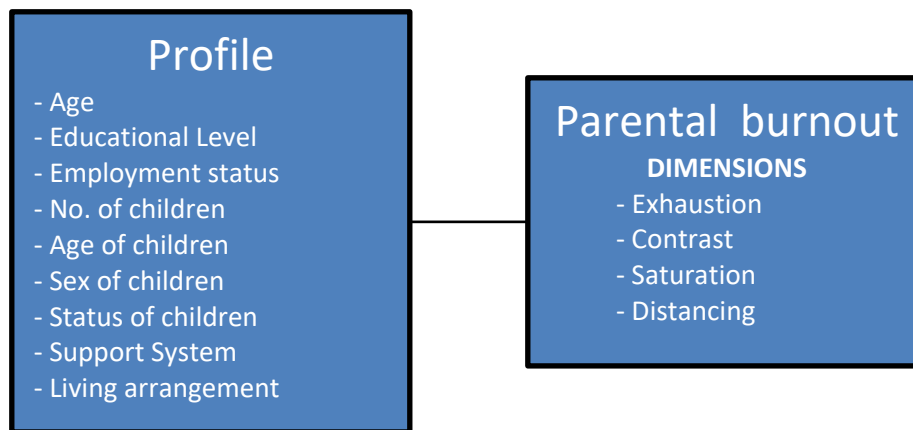 Profile
- Age
- Educational Level
- Employment status
- No. of children
- Age of children
- Sex of children
- Status of children
- Support System
- Living arrangement
Parental burnout
DIMENSIONS
- Exhaustion
- Contrast
- Saturation
- Distancing